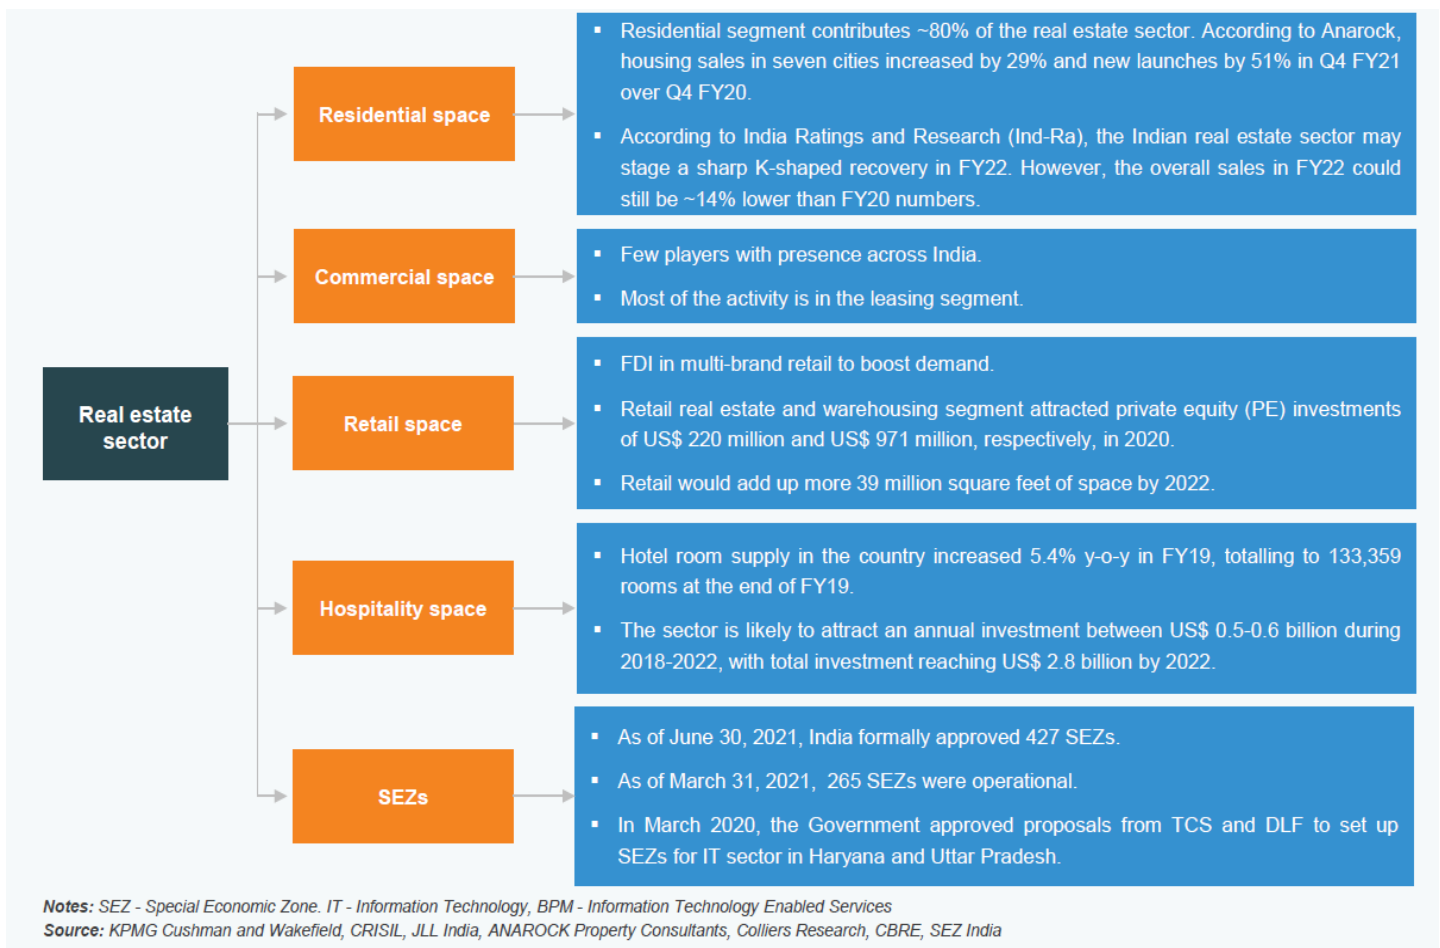 Real estate
sector
Residential space
▪ Residential segment contributes ~80% of the real estate sector. According to Anarock,
housing sales in seven cities increased by 29% and new launches by 51% in Q4 FY21
over Q4 FY20.
▪ According to India Ratings and Research (Ind-Ra), the Indian real estate sector may
stage a sharp K-shaped recovery in FY22. However, the overall sales in FY22 could
still be ~14% lower than FY20 numbers.
Commercial space
▪ Few players with presence across India.
▪ Most of the activity is in the leasing segment.
Retail space
▪ FDI in multi-brand retail to boost demand.
▪ Retail real estate and warehousing segment attracted private equity (PE) investments
of US$ 220 million and US$ 971 million, respectively, in 2020.
▪ Retail would add up more 39 million square feet of space by 2022.
Hospitality space
▪ Hotel room supply in the country increased 5.4% y-o-y in FY19, totalling to 133,359
rooms at the end of FY19.
▪ The sector is likely to attract an annual investment between US$ 0.5-0.6 billion during
2018-2022, with total investment reaching US$ 2.8 billion by 2022.
SEZs
▪ As of June 30, 2021, India formally approved 427 SEZs.
▪ As of March 31, 2021, 265 SEZs were operational.
▪ In March 2020, the Government approved proposals from TCS and DLF to set up
SEZs for IT sector in Haryana and Uttar Pradesh.
Notes: SEZ - Special Economic Zone. IT - Information Technology, BPM - Information Technology Enabled Services
Source: KPMG Cushman and Wakefield, CRISIL, JLL India, ANAROCK Property Consultants, Colliers Research, CBRE, SEZ India